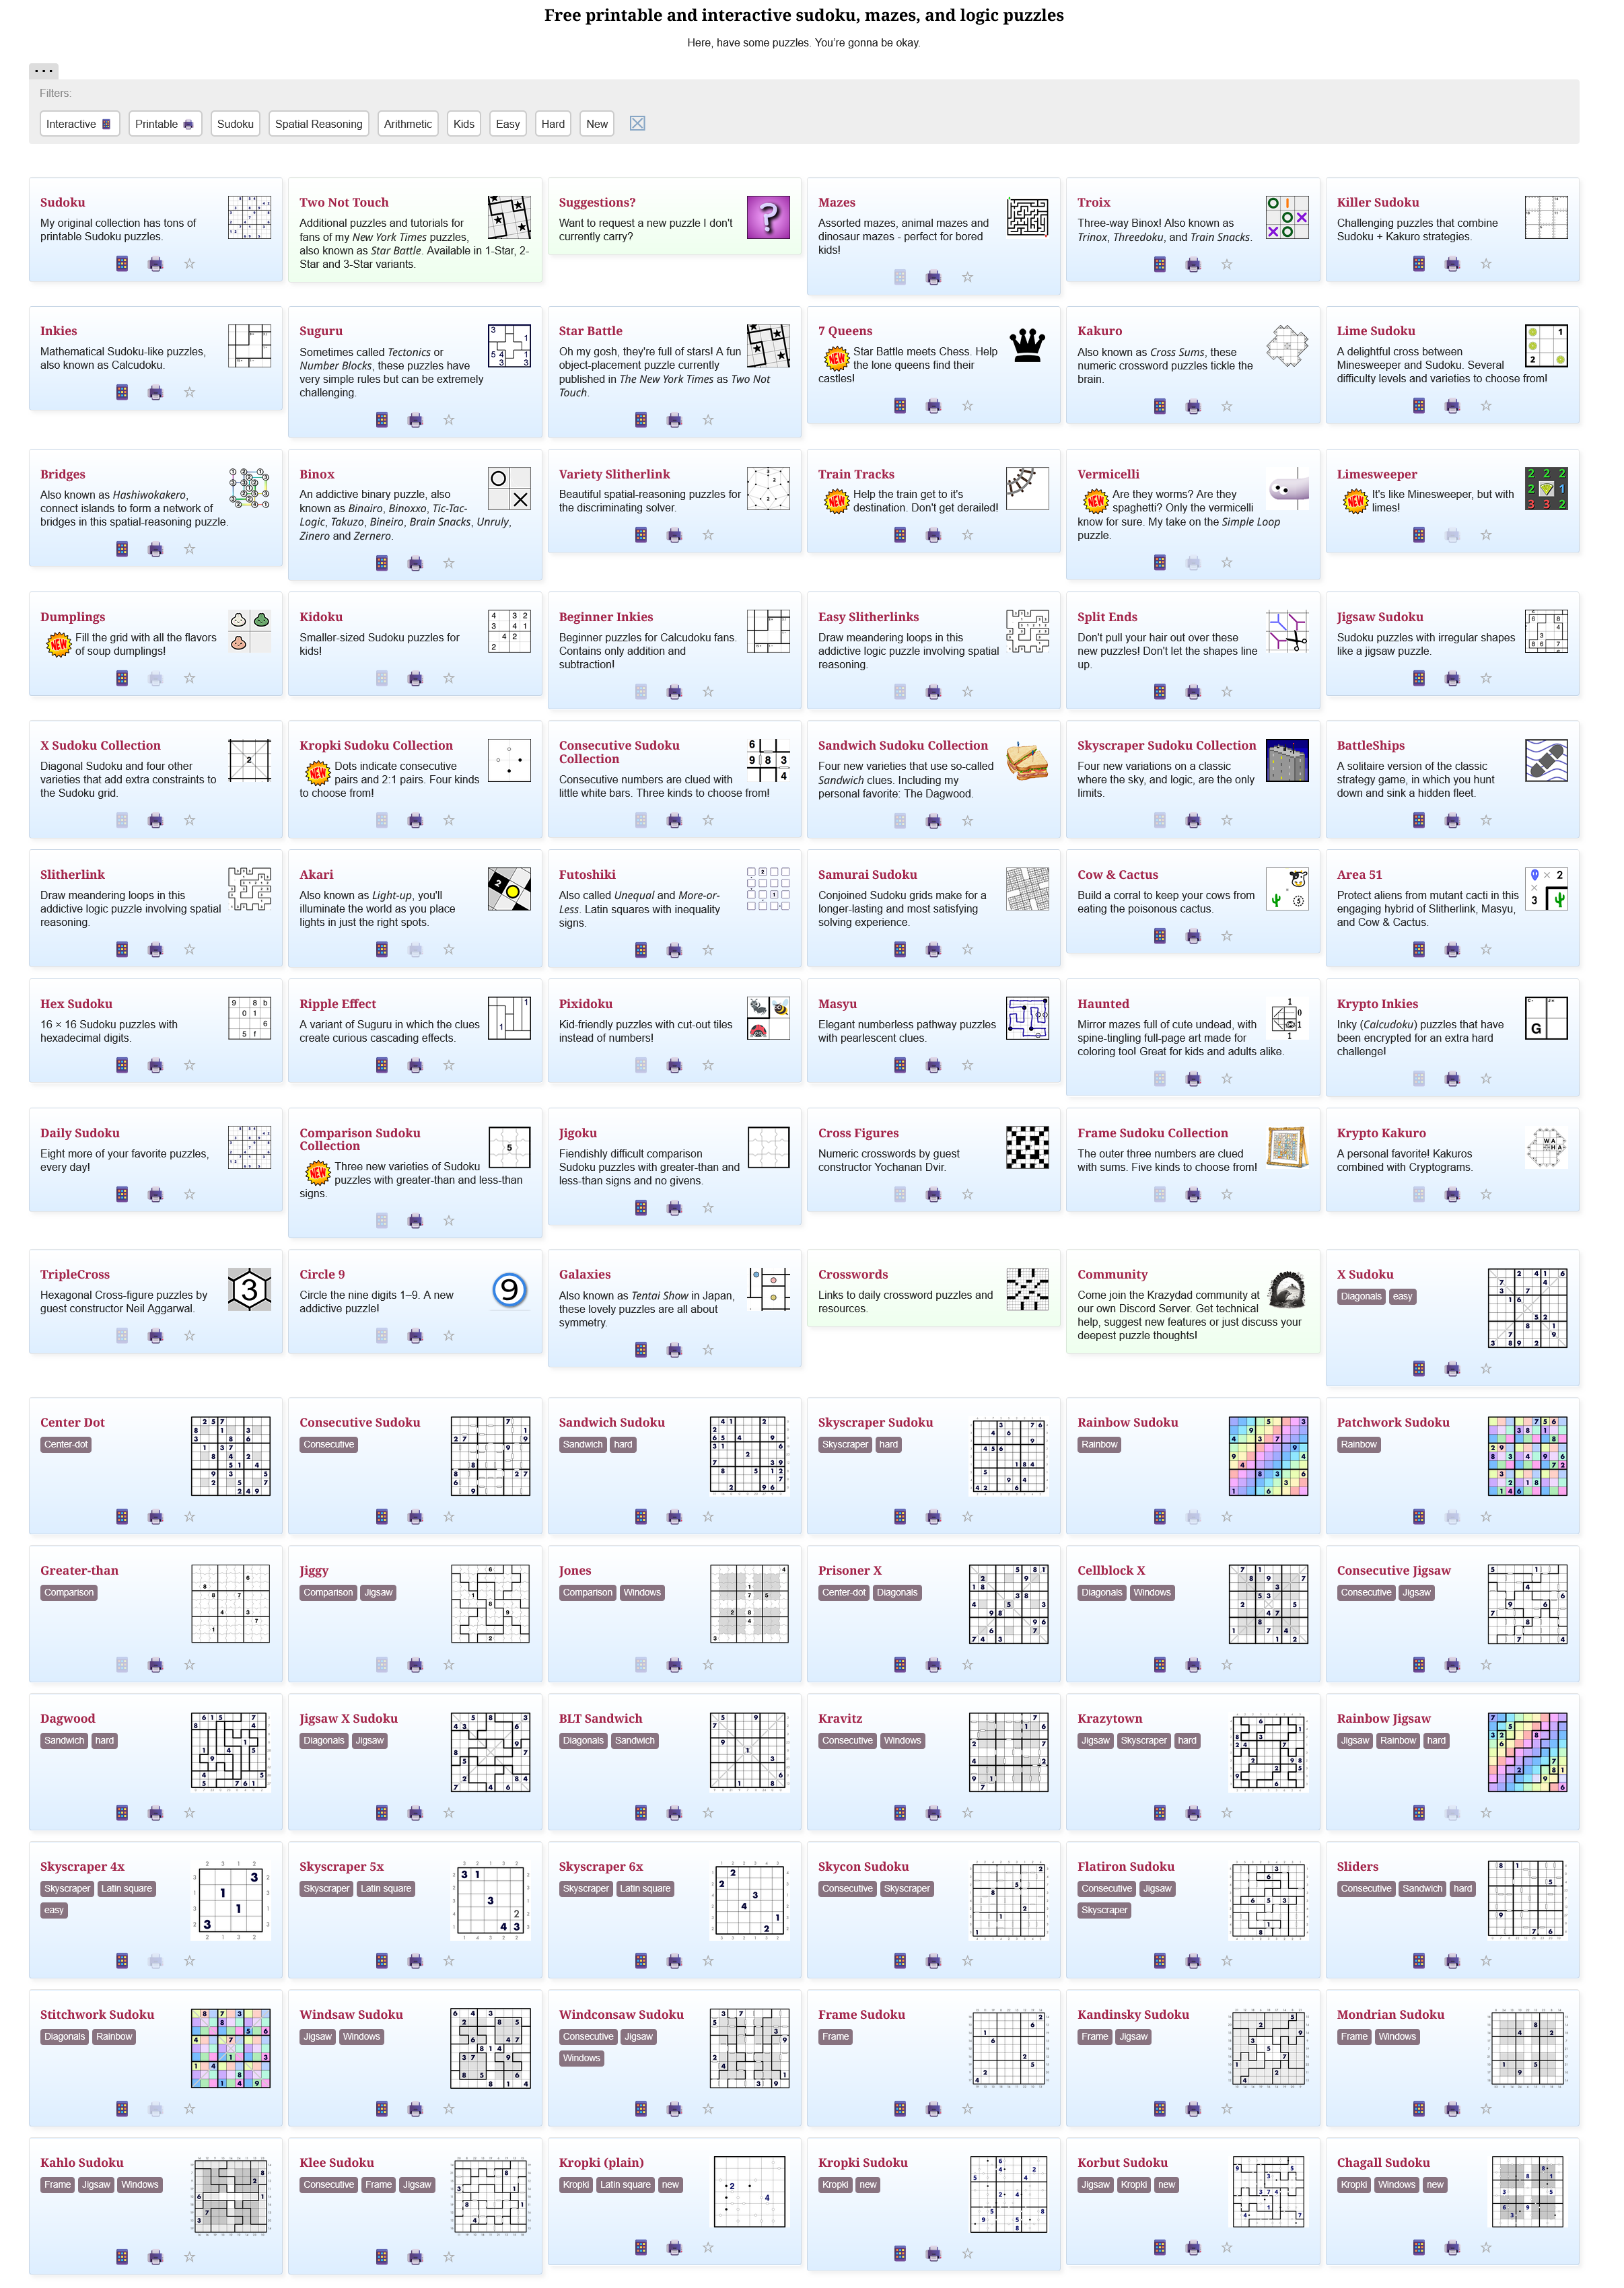 Free printable and interactive sudoku, mazes, and logic puzzles
Here, have some puzzles. You're gonna be okay.
...
Filters:
Interactive
Printable
Sudoku
Spatial Reasoning
Arithmetic
Kids
Easy
Hard
New
Sudoku
My original collection has tons of
printable Sudoku puzzles.
Two Not Touch
Additional puzzles and tutorials for
fans of my New York Times puzzles,
also known as Star Battle. Available in 1-Star, 2-
Star and 3-Star variants.
Suggestions?
Want to request a new puzzle I don't
currently carry?
?
Mazes
Assorted mazes, animal mazes and
dinosaur mazes - perfect for bored
kids!
Troix
Three-way Binox! Also known as
Trinox, Threedoku, and Train Snacks.
Killer Sudoku
Challenging puzzles that combine
Sudoku + Kakuro strategies.
Inkies
Mathematical Sudoku-like puzzles,
also known as Calcudoku.
Suguru
Sometimes called Tectonics or
Number Blocks, these puzzles have
very simple rules but can be extremely
challenging.
Star Battle
Oh my gosh, they're full of stars! A fun
object-placement puzzle currently
published in The New York Times as Two Not
Touch.
7 Queens
NEW Star Battle meets Chess. Help
the lone queens find their
castles!
Kakuro
Also known as Cross Sums, these
numeric crossword puzzles tickle the
brain.
Lime Sudoku
A delightful cross between
Minesweeper and Sudoku. Several
difficulty levels and varieties to choose from!
Bridges
Also known as Hashiwokakero,
connect islands to form a network of
bridges in this spatial-reasoning puzzle.
Binox
An addictive binary puzzle, also
known as Binairo, Binoxxo, Tic-Tac-
Logic, Takuzo, Bineiro, Brain Snacks, Unruly,
Zinero and Zernero.
Variety Slitherlink
Beautiful spatial-reasoning puzzles for
the discriminating solver.
Train Tracks
NEW Help the train get to it's
destination. Don't get derailed!
Vermicelli
NEW Are they worms? Are they
spaghetti? Only the vermicelli
know for sure. My take on the Simple Loop
puzzle.
Limesweeper
NEW It's like Minesweeper, but with
limes!
Dumplings
NEW Fill the grid with all the flavors
of soup dumplings!
Kidoku
Smaller-sized Sudoku puzzles for
kids!
Beginner Inkies
Beginner puzzles for Calcudoku fans.
Contains only addition and
subtraction!
Easy Slitherlinks
Draw meandering loops in this
addictive logic puzzle involving spatial
reasoning.
Split Ends
Don't pull your hair out over these
new puzzles! Don't let the shapes line
up.
Jigsaw Sudoku
Sudoku puzzles with irregular shapes
like a jigsaw puzzle.
X Sudoku Collection
Diagonal Sudoku and four other
varieties that add extra constraints to
the Sudoku grid.
Kropki Sudoku Collection
NEW Dots indicate consecutive
pairs and 2:1 pairs. Four kinds
to choose from!
Consecutive Sudoku
Collection
Consecutive numbers are clued with
little white bars. Three kinds to choose from!
Sandwich Sudoku Collection
Four new varieties that use so-called
Sandwich clues. Including my
personal favorite: The Dagwood.
Skyscraper Sudoku Collection
Four new variations on a classic
where the sky, and logic, are the only
limits.
BattleShips
A solitaire version of the classic
strategy game, in which you hunt
down and sink a hidden fleet.
Slitherlink
Draw meandering loops in this
addictive logic puzzle involving spatial
reasoning.
Akari
Also known as Light-up, you'll
illuminate the world as you place
lights in just the right spots.
Futoshiki
Also called Unequal and More-or-
Less. Latin squares with inequality
signs.
Samurai Sudoku
Conjoined Sudoku grids make for a
longer-lasting and most satisfying
solving experience.
Cow & Cactus
Build a corral to keep your cows from
eating the poisonous cactus.
Area 51
Protect aliens from mutant cacti in this
engaging hybrid of Slitherlink, Masyu,
and Cow & Cactus.
Hex Sudoku
16 × 16 Sudoku puzzles with
hexadecimal digits.
Ripple Effect
A variant of Suguru in which the clues
create curious cascading effects.
Pixidoku
Kid-friendly puzzles with cut-out tiles
instead of numbers!
Masyu
Elegant numberless pathway puzzles
with pearlescent clues.
Haunted
Mirror mazes full of cute undead, with
spine-tingling full-page art made for
coloring too! Great for kids and adults alike.
Krypto Inkies
Inky (Calcudoku) puzzles that have
been encrypted for an extra hard
challenge!
Daily Sudoku
Eight more of your favorite puzzles,
every day!
Comparison Sudoku
Collection
NEW Three new varieties of Sudoku
puzzles with greater-than and less-than
signs.
Jigoku
Fiendishly difficult comparison
Sudoku puzzles with greater-than and
less-than signs and no givens.
Cross Figures
Numeric crosswords by guest
constructor Yochanan Dvir.
Frame Sudoku Collection
The outer three numbers are clued
with sums. Five kinds to choose from!
Krypto Kakuro
A personal favorite! Kakuros
combined with Cryptograms.
TripleCross
Hexagonal Cross-figure puzzles by
guest constructor Neil Aggarwal.
3
Circle 9
Circle the nine digits 1–9. A new
addictive puzzle!
9
Galaxies
Also known as Tentai Show in Japan,
these lovely puzzles are all about
symmetry.
Crosswords
Links to daily crossword puzzles and
resources.
Community
Come join the Krazydad community at
our own Discord Server. Get technical
help, suggest new features or just discuss your
deepest puzzle thoughts!
X Sudoku
Diagonals easy
Center Dot
Center-dot
Consecutive Sudoku
Consecutive
Sandwich Sudoku
Sandwich hard
Skyscraper Sudoku
Skyscraper hard
Rainbow Sudoku
Rainbow
Patchwork Sudoku
Rainbow
Greater-than
Comparison
Jiggy
Comparison Jigsaw
Jones
Comparison Windows
Prisoner X
Center-dot Diagonals
Cellblock X
Diagonals Windows
Consecutive Jigsaw
Consecutive Jigsaw
Dagwood
Sandwich hard
Jigsaw X Sudoku
Diagonals Jigsaw
BLT Sandwich
Diagonals Sandwich
Kravitz
Consecutive Windows
Krazytown
Jigsaw Skyscraper hard
Rainbow Jigsaw
Jigsaw Rainbow hard
Skyscraper 4x
Skyscraper Latin square
easy
Skyscraper 5x
Skyscraper Latin square
Skyscraper 6x
Skyscraper Latin square
Skycon Sudoku
Consecutive Skyscraper
Flatiron Sudoku
Consecutive Jigsaw
Skyscraper
Sliders
Consecutive Sandwich hard
Stitchwork Sudoku
Diagonals Rainbow
Windsaw Sudoku
Jigsaw Windows
Windconsaw Sudoku
Consecutive Jigsaw
Windows
Frame Sudoku
Frame
Kandinsky Sudoku
Frame Jigsaw
Mondrian Sudoku
Frame Windows
Kahlo Sudoku
Frame Jigsaw Windows
Klee Sudoku
Consecutive Frame Jigsaw
Kropki (plain)
Kropki Latin square new
Kropki Sudoku
Kropki new
Korbut Sudoku
Jigsaw Kropki new
Chagall Sudoku
Kropki Windows new